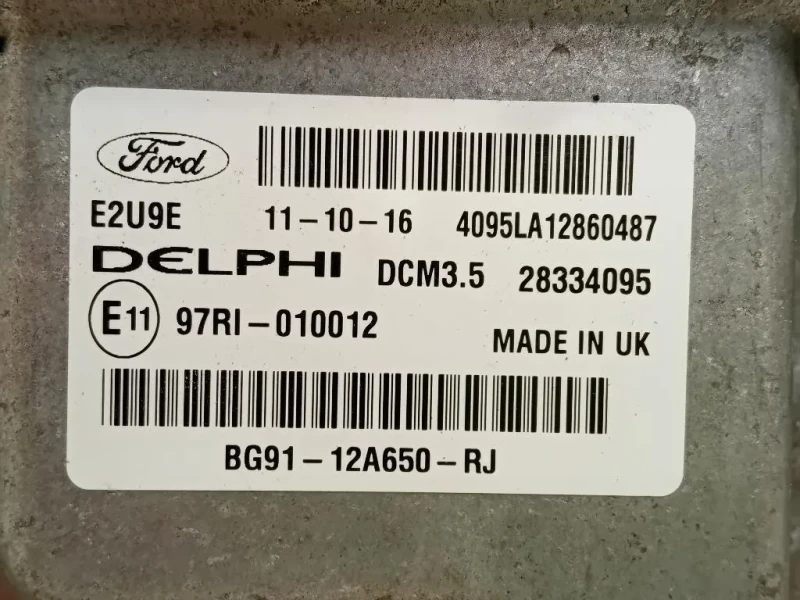 Ford
E2U9E 11-10-16 4095LA12860487
DELPHI DCM3.5 28334095
E11 97RI-010012 MADE IN UK
BG91-12A650-RJ